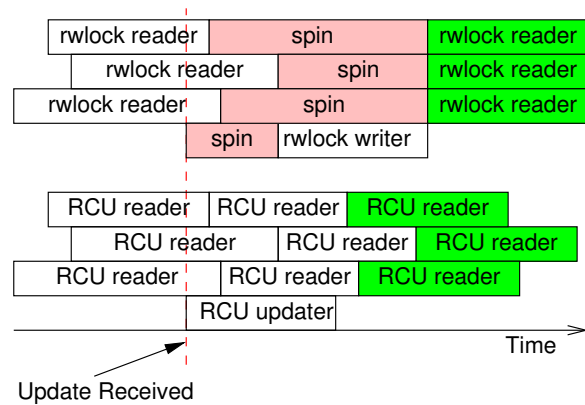 rwlock reader spin rwlock reader
rwlock reader spin rwlock reader
rwlock reader spin rwlock reader
spin rwlock writer
RCU reader RCU reader RCU reader
RCU reader RCU reader RCU reader
RCU reader RCU reader RCU reader
RCU updater
Time
Update Received